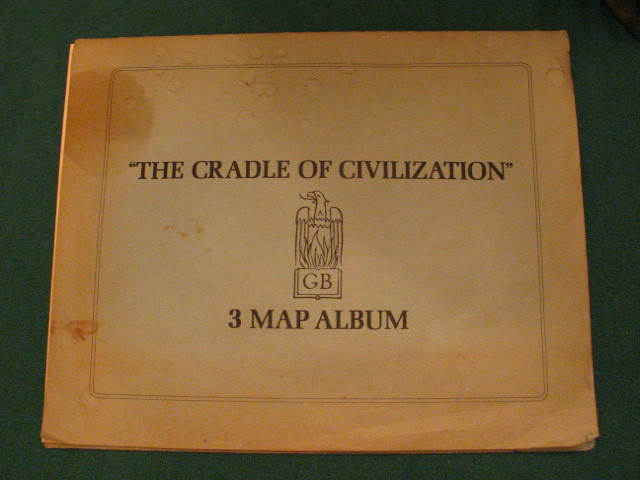 "THE CRADLE OF CIVILIZATION"
GB
3 MAP ALBUM